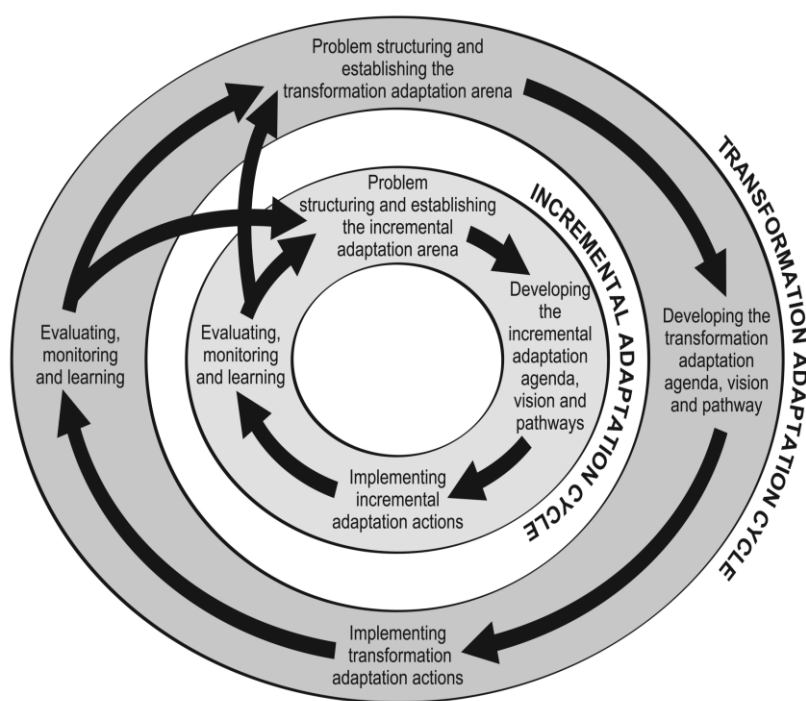 Problem structuring and
establishing the
transformation adaptation arena
Problem
structuring and establishing
the incremental
adaptation arena
INCREMENTAL ADAPTATION CYCLE
TRANSFORMATION ADAPTATION CYCLE
Evaluating,
monitoring
and learning
Evaluating,
monitoring
and learning
Developing
the
incremental
adaptation
agenda,
vision and
pathways
Developing the
transformation
adaptation
agenda, vision
and pathway
Implementing
incremental
adaptation actions
Implementing
transformation
adaptation actions